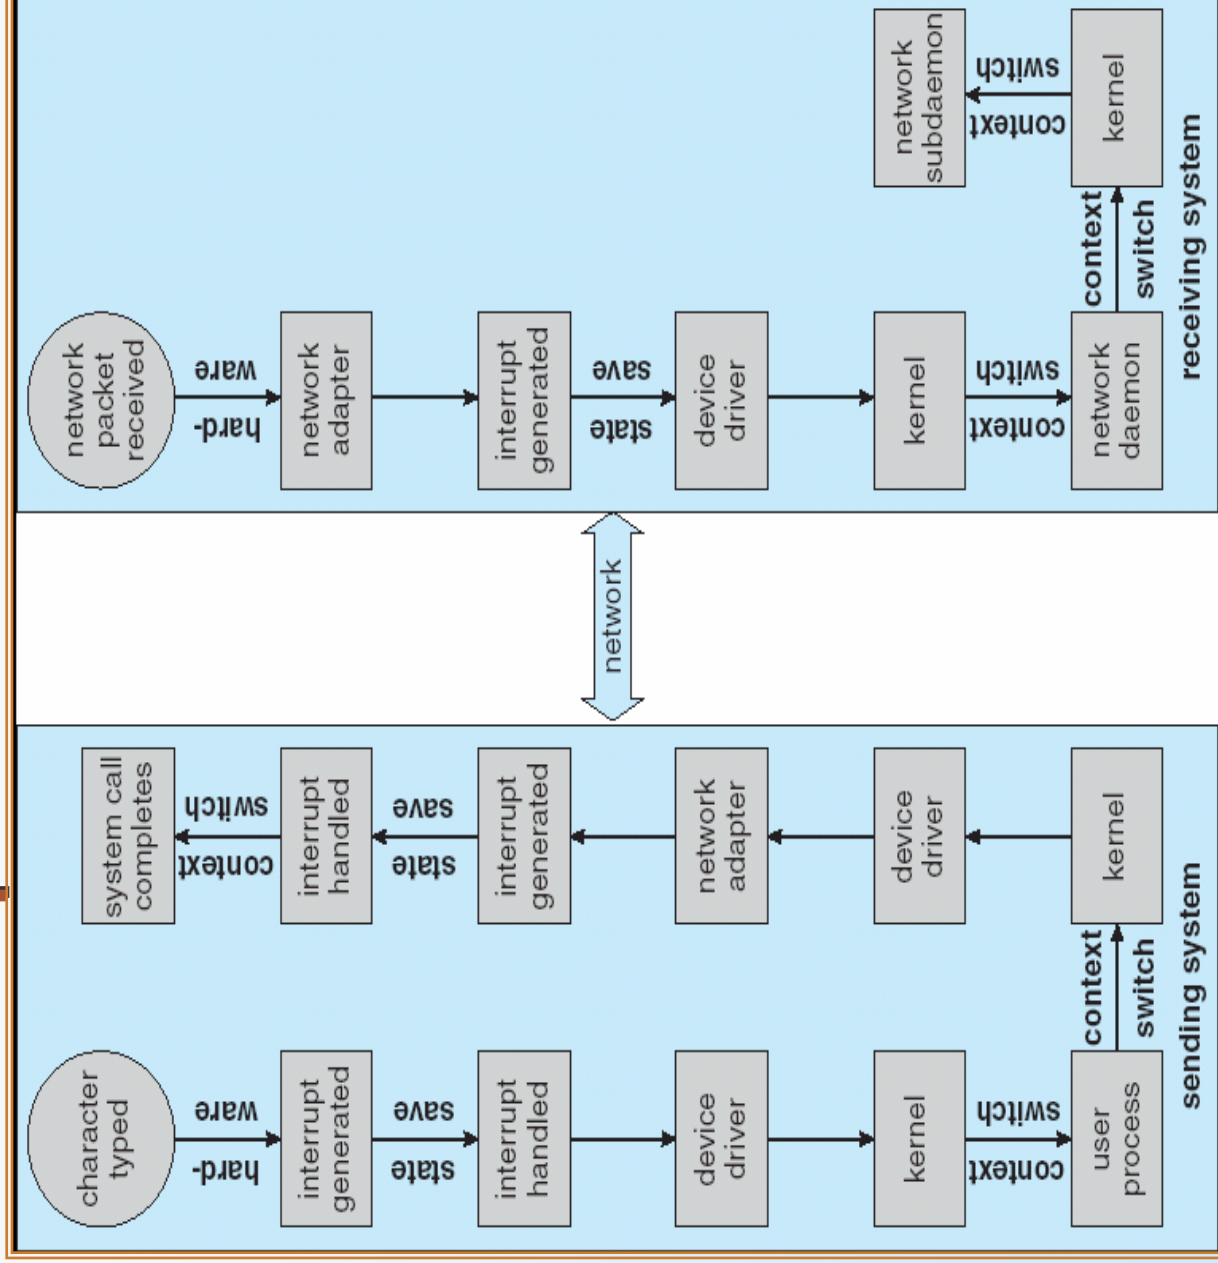 character
typed
hard-
ware
interrupt
generated
state
save
interrupt
handled
device
driver
kernel
context
switch
user
process
context
switch
kernel
device
driver
network
adapter
interrupt
generated
state
save
interrupt
handled
context
switch
system call
completes
sending system
network
network
packet
received
hard-
ware
network
adapter
interrupt
generated
state
save
device
driver
kernel
context
switch
network
daemon
context
switch
kernel
context
switch
network
subdaemon
receiving system